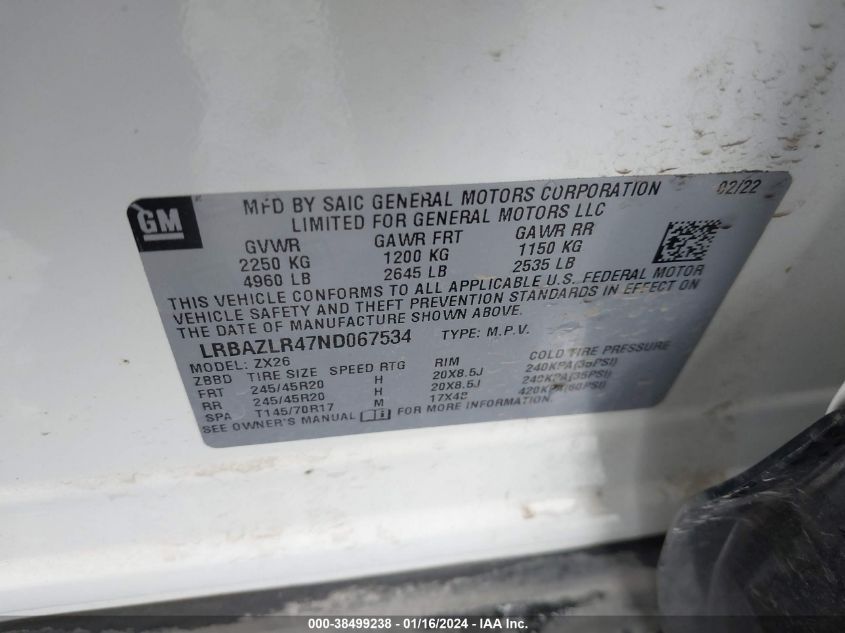 GM
MFD BY SAIC GENERAL MOTORS CORPORATION 02/22
LIMITED FOR GENERAL MOTORS LLC
GVWR GAWR FRT GAWR RR
2250 KG 1200 KG 1150 KG
4960 LB 2645 LB 2535 LB
THIS VEHICLE CONFORMS TO ALL APPLICABLE U.S. FEDERAL MOTOR
VEHICLE SAFETY AND THEFT PREVENTION STANDARDS IN EFFECT ON
THE DATE OF MANUFACTURE SHOWN ABOVE.
LRBAZLR47ND067534 TYPE: M.P.V.
MODEL: ZX26
ZBBD TIRE SIZE SPEED RTG RIM COLD TIRE PRESSURE
FRT 245/45R20 H 20X8.5J 240KPA(35PSI)
RR 245/45R20 H 20X8.5J 240KPA(35PSI)
SPA T145/70R17 M 17X4B 420KPA(60PSI)
SEE OWNER'S MANUAL FOR MORE INFORMATION.
000-38499238 - 01/16/2024 - IAA, Inc.